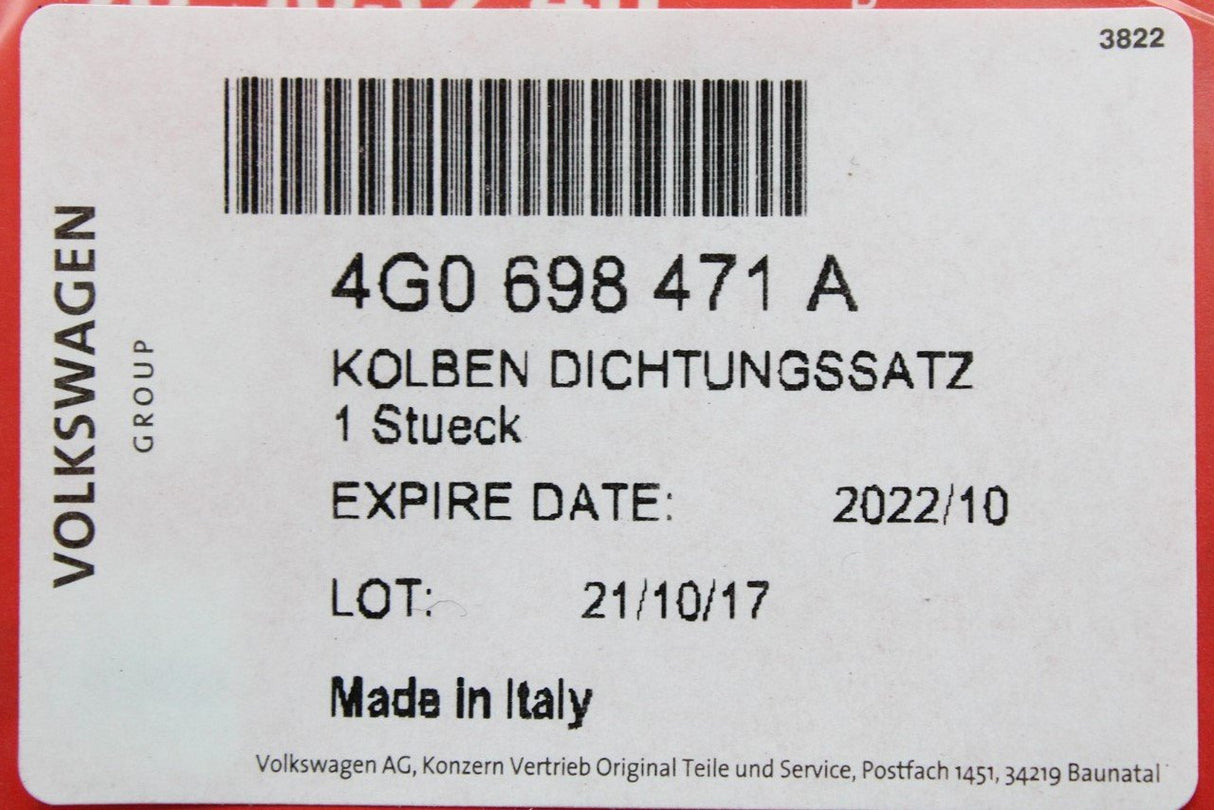 3822
4G0 698 471 A
KOLBEN DICHTUNGSSATZ
1 Stueck
EXPIRE DATE: 2022/10
LOT: 21/10/17
Made in Italy
Volkswagen AG, Konzern Vertrieb Original Teile und Service, Postfach 1451, 34219 Baunatal
VOLKSWAGEN
GROUP